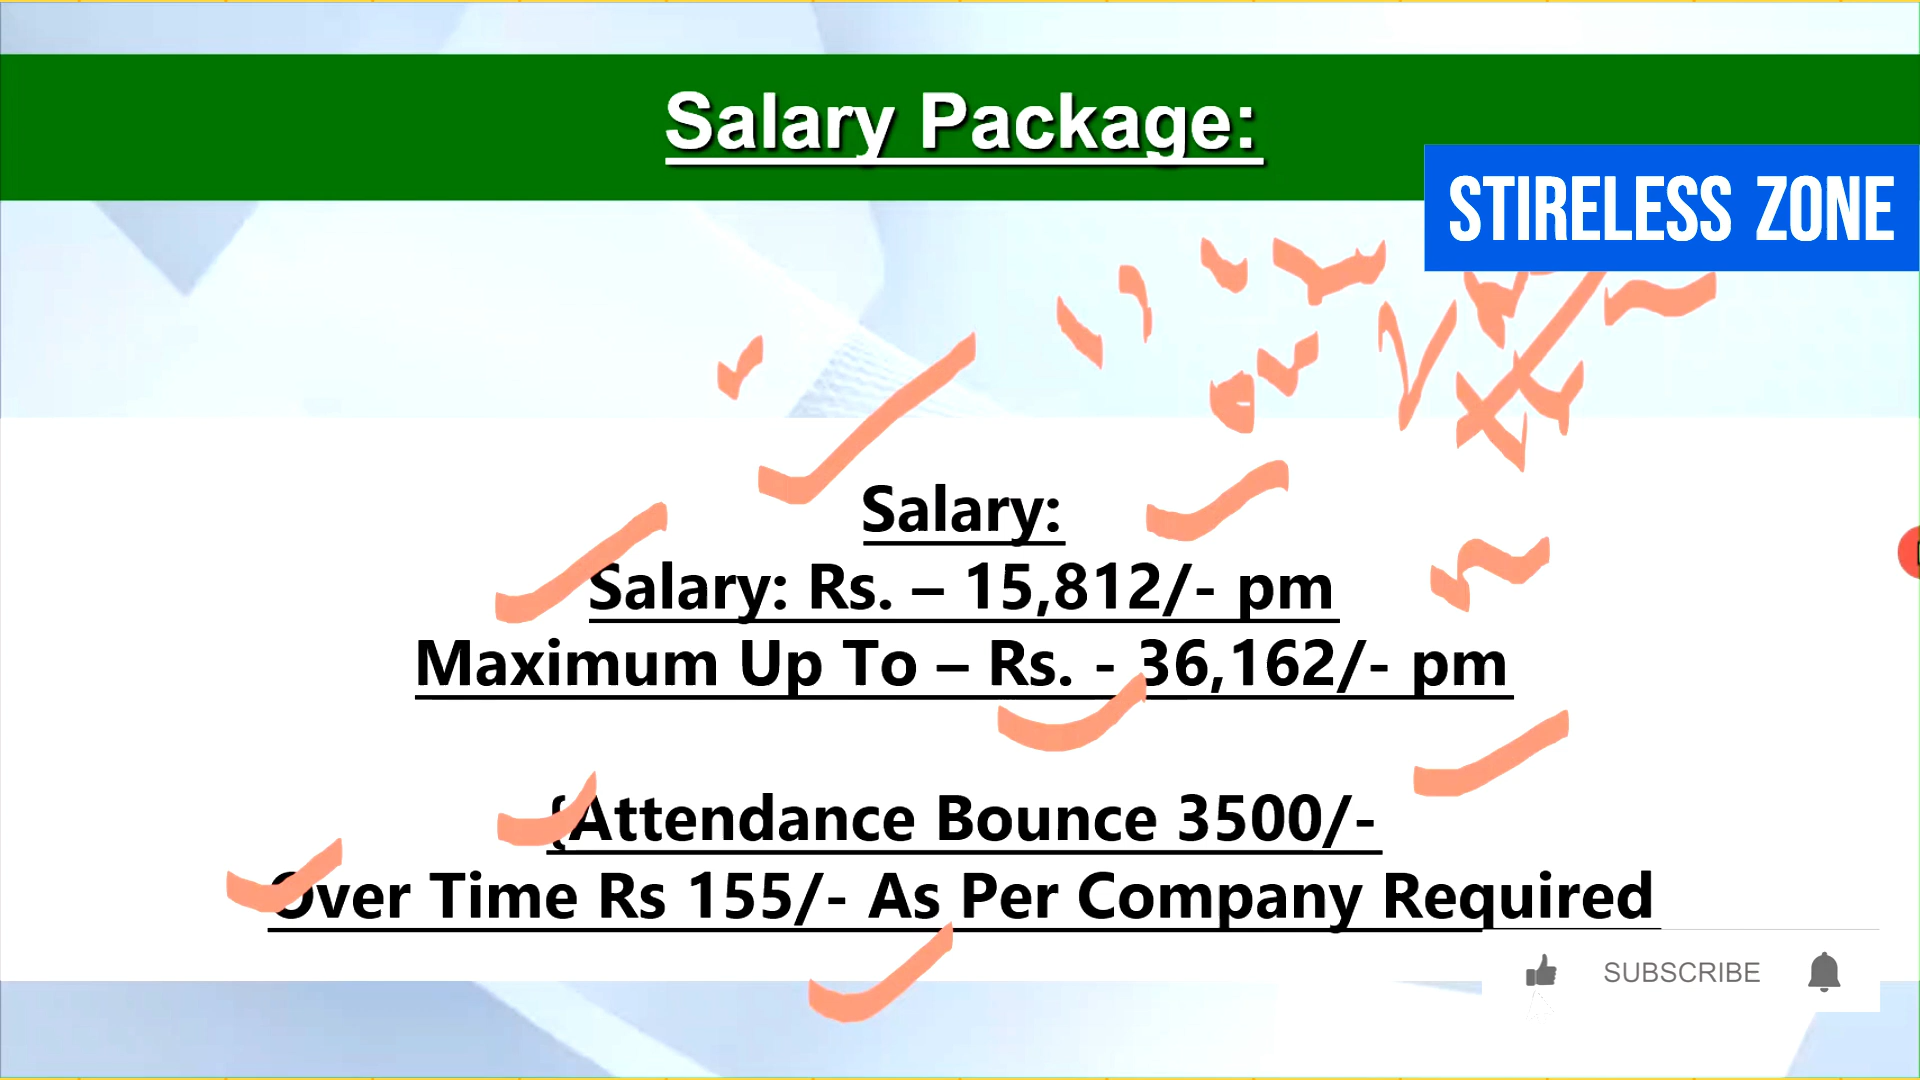 Salary Package:
STIRELESS ZONE
Salary:
Salary: Rs. – 15,812/- pm
Maximum Up To – Rs. - 36,162/- pm
{Attendance Bounce 3500/-
Over Time Rs 155/- As Per Company Required
SUBSCRIBE